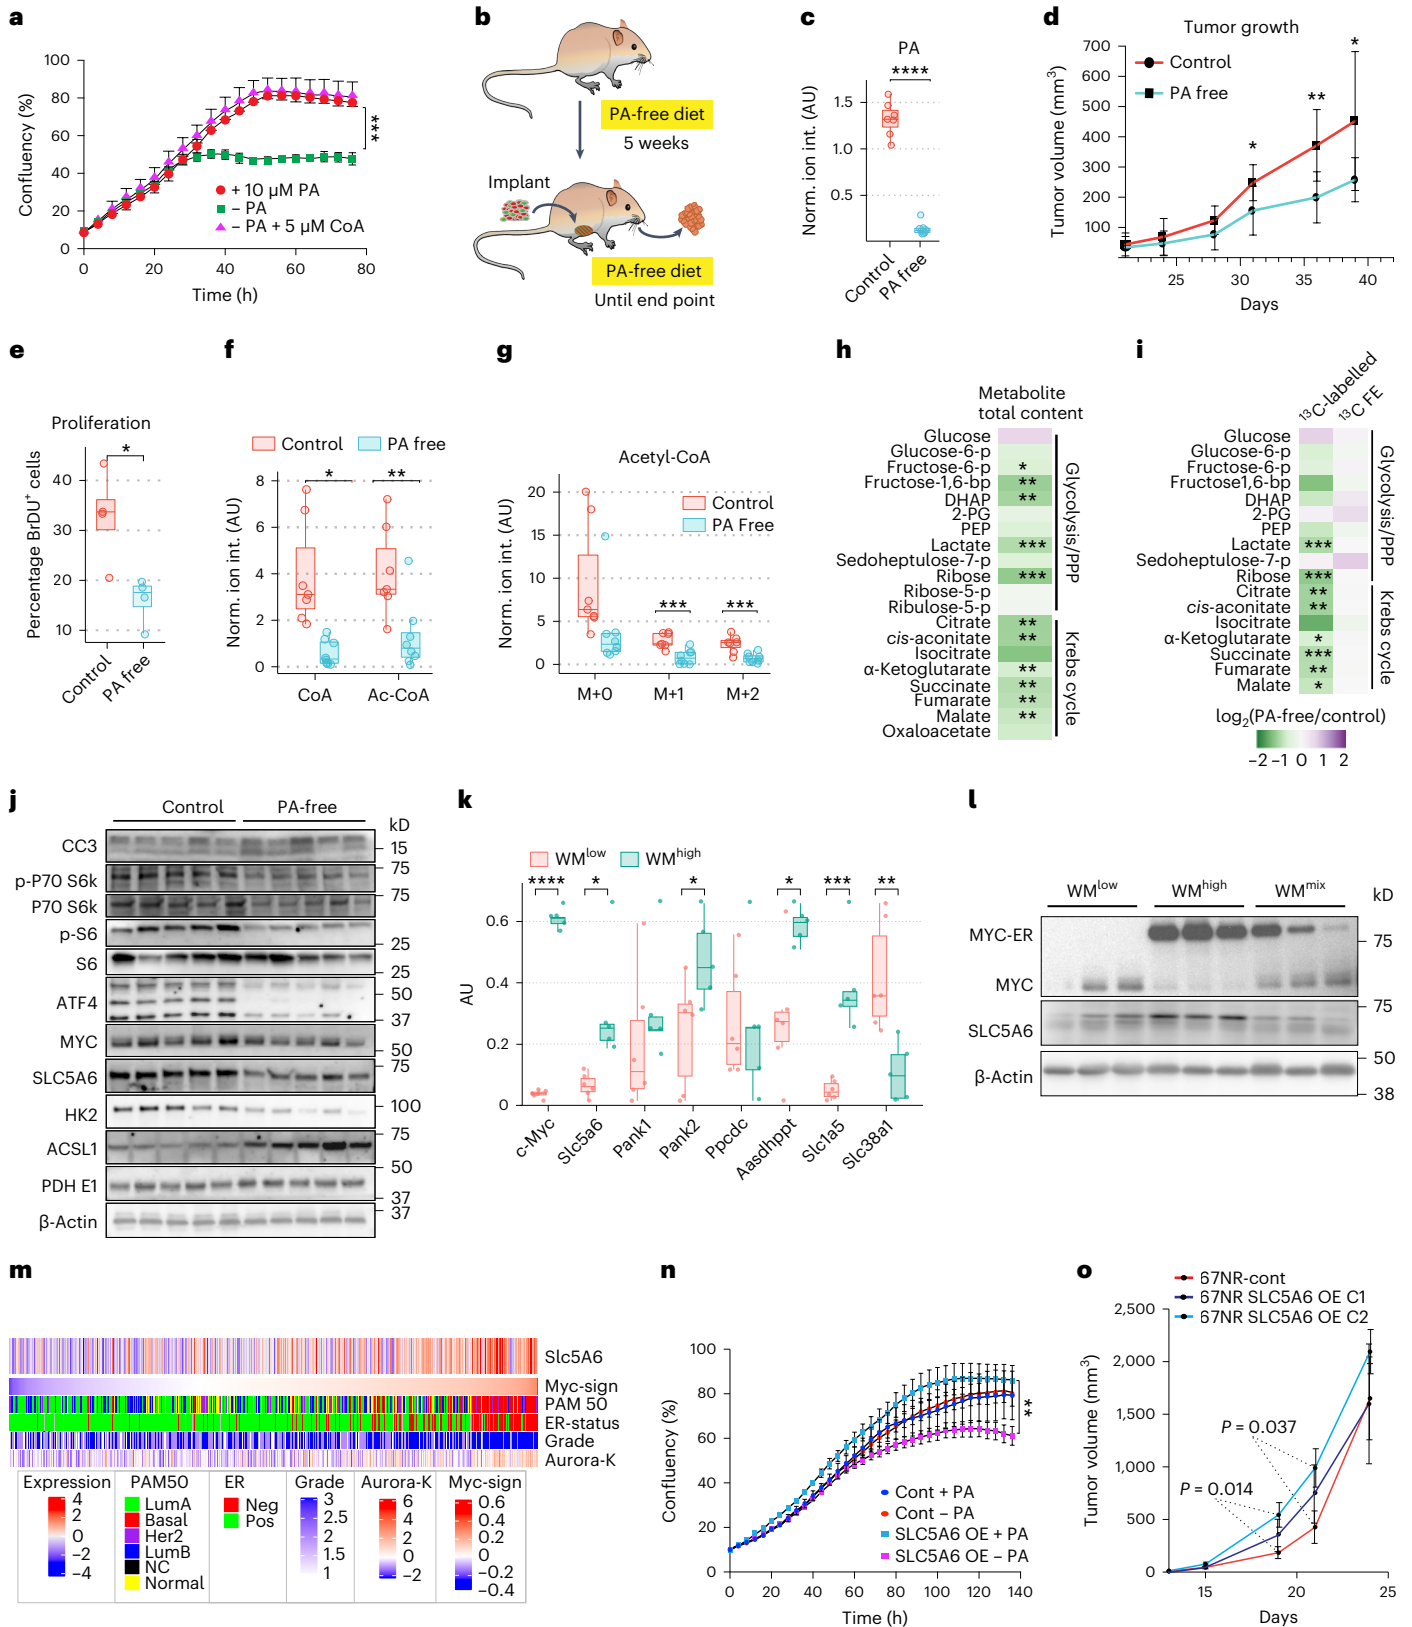 a
100
80
60
40
20
0
0 20 40 60 80
Confluency (%)
Time (h)
+ 10 µM PA
– PA
– PA + 5 µM CoA
***
b
PA-free diet
5 weeks
Implant
PA-free diet
Until end point
c
PA
****
1.5
1.0
0.5
Norm. ion int. (AU)
Control
PA free
d
Tumor growth
700
600
500
400
300
200
100
Tumor volume (mm³)
Control
PA free
*
**
*
25 30 35 40
Days
e
Proliferation
*
40
30
20
10
Percentage BrDU⁺ cells
Control
PA free
f
Control PA free
* **
8
6
4
2
0
Norm. ion int. (AU)
CoA Ac-CoA
g
Acetyl-CoA
Control
PA Free
20
15
10
5
0
Norm. ion int. (AU)
*** ***
M+0 M+1 M+2
h
Metabolite
total content
Glucose
Glucose-6-p
Fructose-6-p *
Fructose-1,6-bp **
DHAP **
2-PG
PEP
Lactate ***
Sedoheptulose-7-p
Ribose ***
Ribose-5-p
Ribulose-5-p
Citrate **
cis-aconitate **
Isocitrate
α-Ketoglutarate **
Succinate **
Fumarate **
Malate **
Oxaloacetate
Glycolysis/PPP
Krebs cycle
i
¹³C-labelled
¹³C FE
Glucose
Glucose-6-p
Fructose-6-p
Fructose1,6-bp
DHAP
2-PG
PEP
Lactate ***
Sedoheptulose-7-p
Ribose ***
Citrate **
cis-aconitate **
Isocitrate
α-Ketoglutarate *
Succinate ***
Fumarate **
Malate *
Glycolysis/PPP
Krebs cycle
log₂(PA-free/control)
–2 –1 0 1 2
j
Control PA-free
kD
CC3 15
75
p-P70 S6k
75
P70 S6k
p-S6
25
S6
25
ATF4 50
37
MYC
50
75
SLC5A6
HK2 100
75
ACSL1
50
PDH E1
37
37
β-Actin
k
WMlow WMhigh
**** * * * *** **
0.6
0.4
0.2
0
AU
c-Myc
Slc5a6
Pank1
Pank2
Ppcdc
Aasdhppt
Slc1a5
Slc38a1
l
WMlow WMhigh WMmix
kD
MYC-ER
75
MYC
75
SLC5A6
50
β-Actin
38
m
Slc5A6
Myc-sign
PAM 50
ER-status
Grade
Aurora-K
Expression
4
2
0
−2
−4
PAM50
LumA
Basal
Her2
LumB
NC
Normal
ER
Neg
Pos
Grade
3
2.5
2
1.5
1
Aurora-K
6
4
2
0
−2
Myc-sign
0.6
0.4
0.2
0
−0.2
−0.4
n
100
80
60
40
20
0
Confluency (%)
**
Cont + PA
Cont – PA
SLC5A6 OE + PA
SLC5A6 OE – PA
0 20 40 60 80 100 120 140
Time (h)
o
67NR-cont
67NR SLC5A6 OE C1
67NR SLC5A6 OE C2
2,500
2,000
1,500
1,000
500
0
Tumor volume (mm³)
P = 0.037
P = 0.014
15 20 25
Days